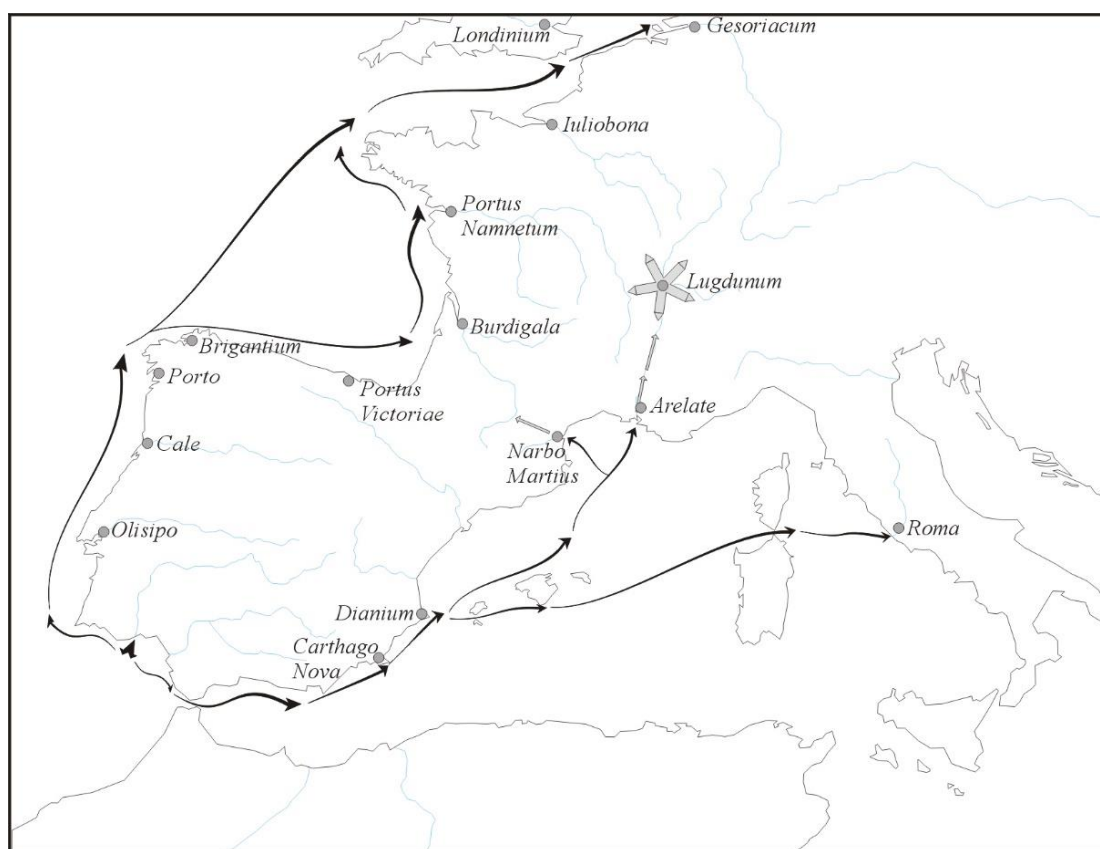 Londinium
Gesoriacum
Iuliobona
Portus
Namnetum
Lugdunum
Burdigala
Brigantium
Porto
Portus
Victoriae
Arelate
Cale
Narbo
Martius
Olisipo
Roma
Dianium
Carthago
Nova